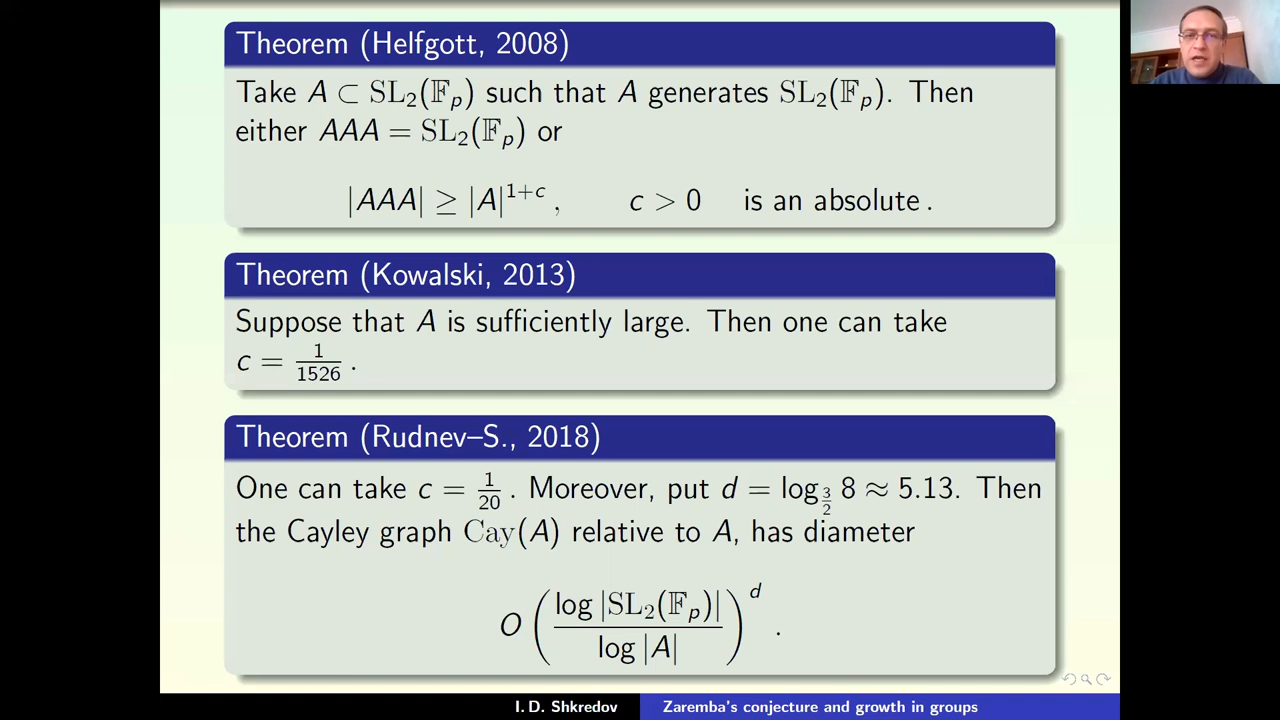 Theorem (Helfgott, 2008)
Take A ⊂ SL₂(𝔽ₚ) such that A generates SL₂(𝔽ₚ). Then
either AAA = SL₂(𝔽ₚ) or
|AAA| ≥ |A|^{1+c}, c > 0 is an absolute.
Theorem (Kowalski, 2013)
Suppose that A is sufficiently large. Then one can take
c = 1/1526.
Theorem (Rudnev–S., 2018)
One can take c = 1/20. Moreover, put d = log_{3/2} 8 ≈ 5.13. Then
the Cayley graph Cay(A) relative to A, has diameter
O(log |SL₂(𝔽ₚ)| / log |A|)^d.
I. D. Shkredov Zaremba's conjecture and growth in groups